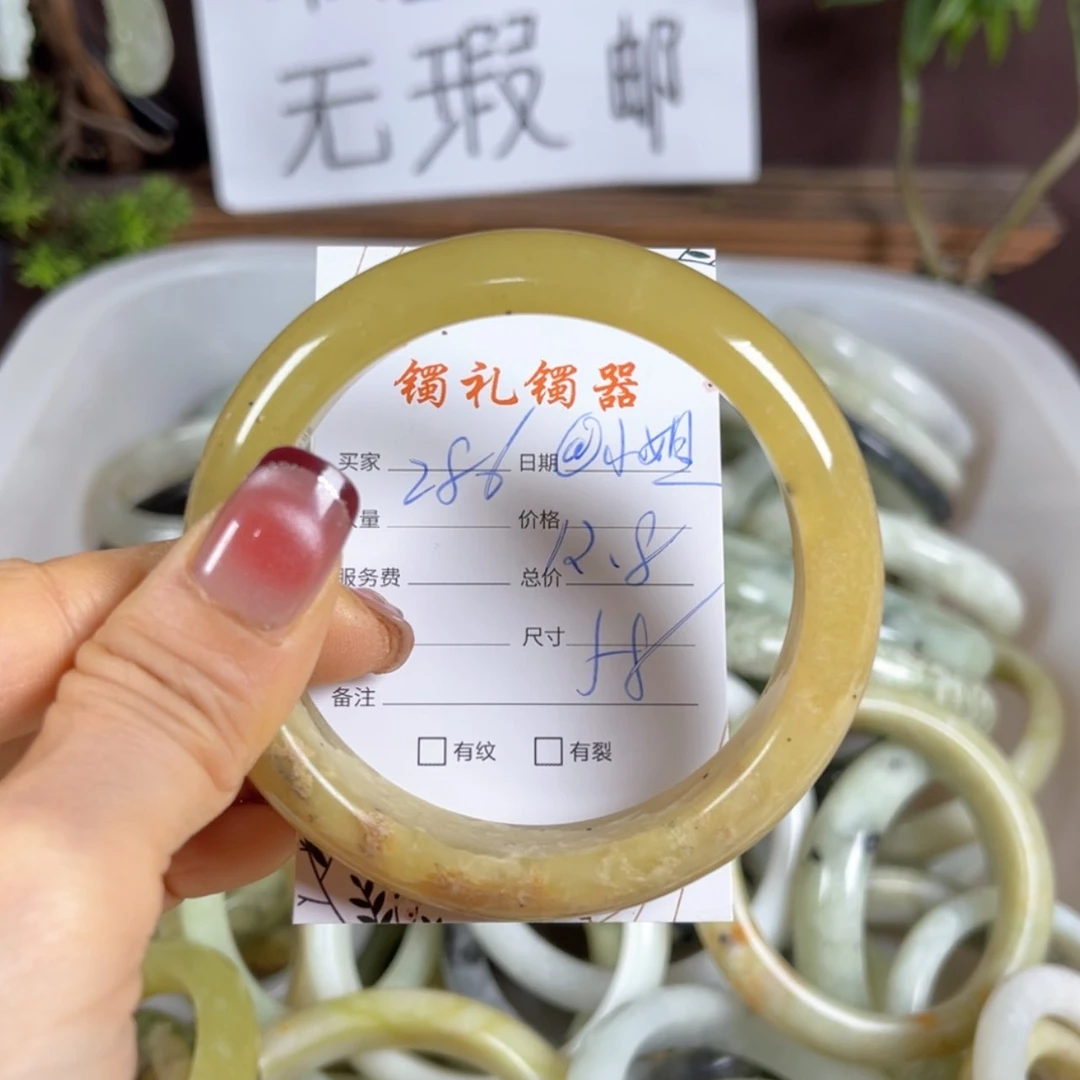 无瑕 邮
镯礼镯器
买家 286 日期 @小姐
量 价格 12.8
服务费 总价
尺寸 58
备注
□有纹 □有裂